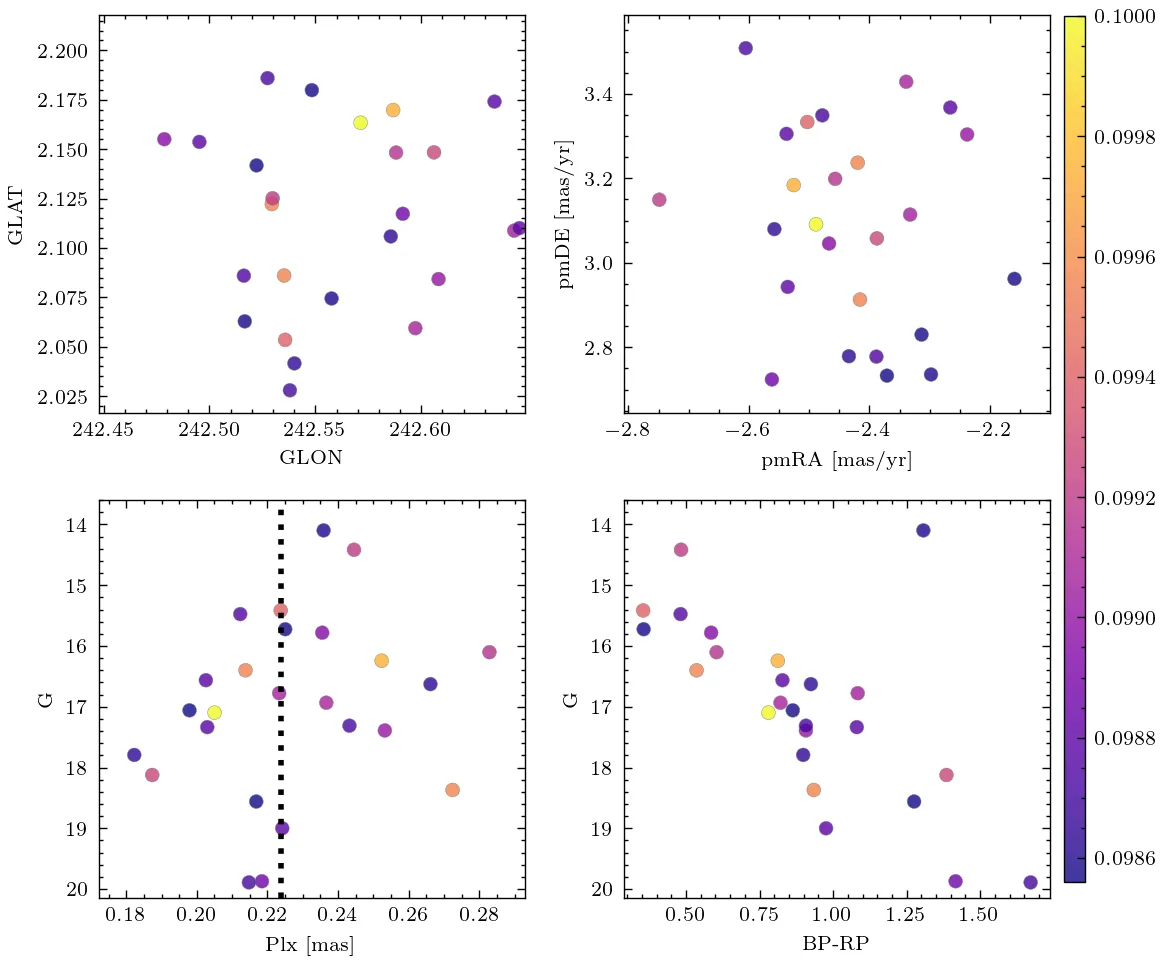 2.200
2.175
2.150
2.125
2.100
2.075
2.050
2.025
GLAT
242.45 242.50 242.55 242.60
GLON
3.4
3.2
3.0
2.8
pmDE [mas/yr]
−2.8 −2.6 −2.4 −2.2
pmRA [mas/yr]
0.1000
0.0998
0.0996
0.0994
0.0992
0.0990
0.0988
0.0986
14
15
16
17
18
19
20
G
0.18 0.20 0.22 0.24 0.26 0.28
Plx [mas]
14
15
16
17
18
19
20
G
0.50 0.75 1.00 1.25 1.50
BP-RP